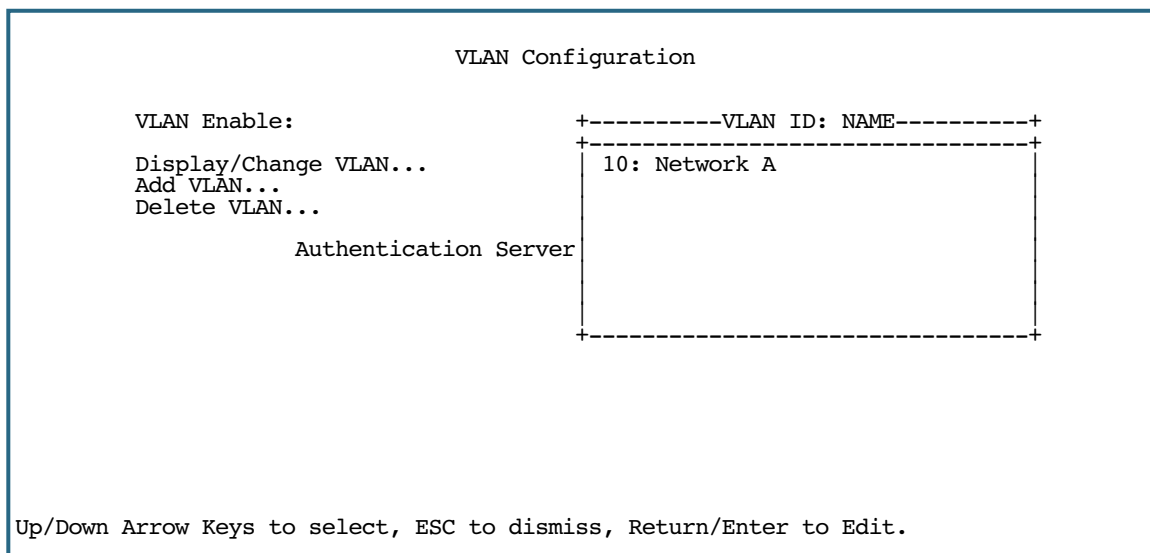 VLAN Configuration
VLAN Enable: +----------VLAN ID: NAME----------+
+---------------------------------+
Display/Change VLAN... | 10: Network A |
Add VLAN...
Delete VLAN...
Authentication Server
+---------------------------------+
Up/Down Arrow Keys to select, ESC to dismiss, Return/Enter to Edit.